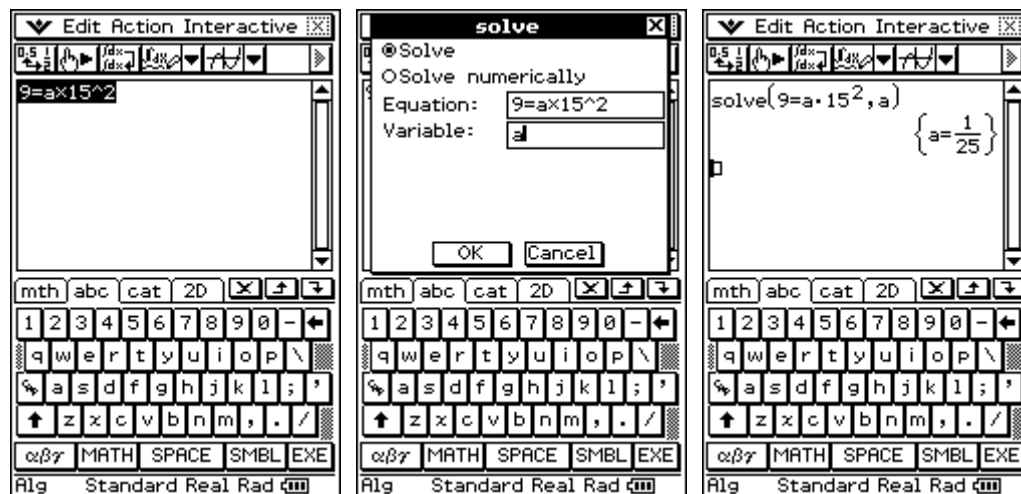 Edit Action Interactive
9=a×15^2
mth abc cat 2D
1 2 3 4 5 6 7 8 9 0 -
q w e r t y u i o p \
a s d f g h j k l ; '
z x c v b n m , . /
αβγ MATH SPACE SMBL EXE
Alg Standard Real Rad
solve
Solve
Solve numerically
Equation: 9=a×15^2
Variable: a
OK Cancel
mth abc cat 2D
1 2 3 4 5 6 7 8 9 0 -
q w e r t y u i o p \
a s d f g h j k l ; '
z x c v b n m , . /
αβγ MATH SPACE SMBL EXE
Alg Standard Real Rad
Edit Action Interactive
solve(9=a·15², a)
{a=1/25}
mth abc cat 2D
1 2 3 4 5 6 7 8 9 0 -
q w e r t y u i o p \
a s d f g h j k l ; '
z x c v b n m , . /
αβγ MATH SPACE SMBL EXE
Alg Standard Real Rad